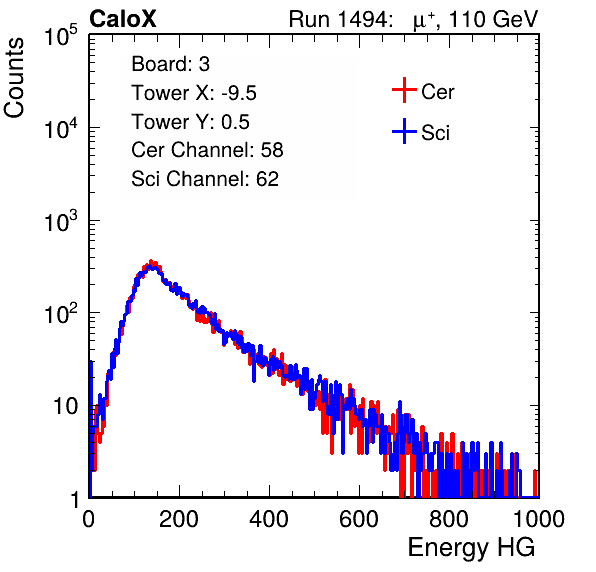 CaloX Run 1494: μ⁺, 110 GeV
Counts
10⁵
10⁴
10³
10²
10
1
Board: 3
Tower X: -9.5
Tower Y: 0.5
Cer Channel: 58
Sci Channel: 62
Cer
Sci
0 200 400 600 800 1000
Energy HG